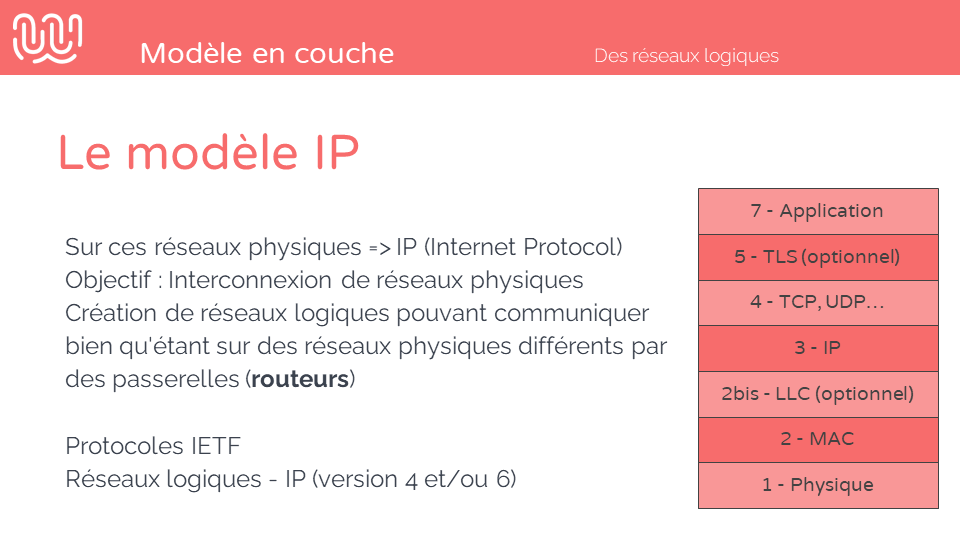 Modèle en couche
Des réseaux logiques
Le modèle IP
Sur ces réseaux physiques => IP (Internet Protocol)
Objectif : Interconnexion de réseaux physiques
Création de réseaux logiques pouvant communiquer
bien qu'étant sur des réseaux physiques différents par
des passerelles (routeurs)
Protocoles IETF
Réseaux logiques - IP (version 4 et/ou 6)
7 - Application
5 - TLS (optionnel)
4 - TCP, UDP...
3 - IP
2bis - LLC (optionnel)
2 - MAC
1 - Physique